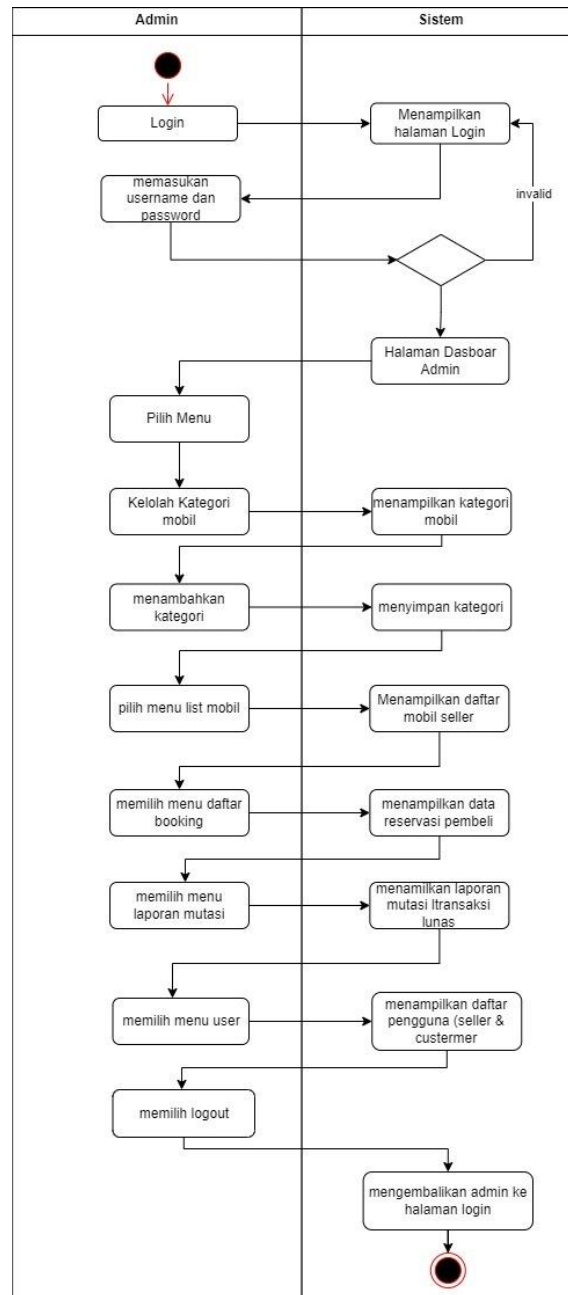 Admin
Sistem
Login
Menampilkan
halaman Login
memasukan
username dan
password
invalid
Halaman Dasboar
Admin
Pilih Menu
Kelolah Kategori
mobil
menampilkan kategori
mobil
menambahkan
kategori
menyimpan kategori
pilih menu list mobil
Menampilkan daftar
mobil seller
memilih menu daftar
booking
menampilkan data
reservasi pembeli
memilih menu
laporan mutasi
menamilkan laporan
mutasi ltransaksi
lunas
memilih menu user
menampilkan daftar
pengguna (seller &
custermer
memilih logout
mengembalikan admin ke
halaman login